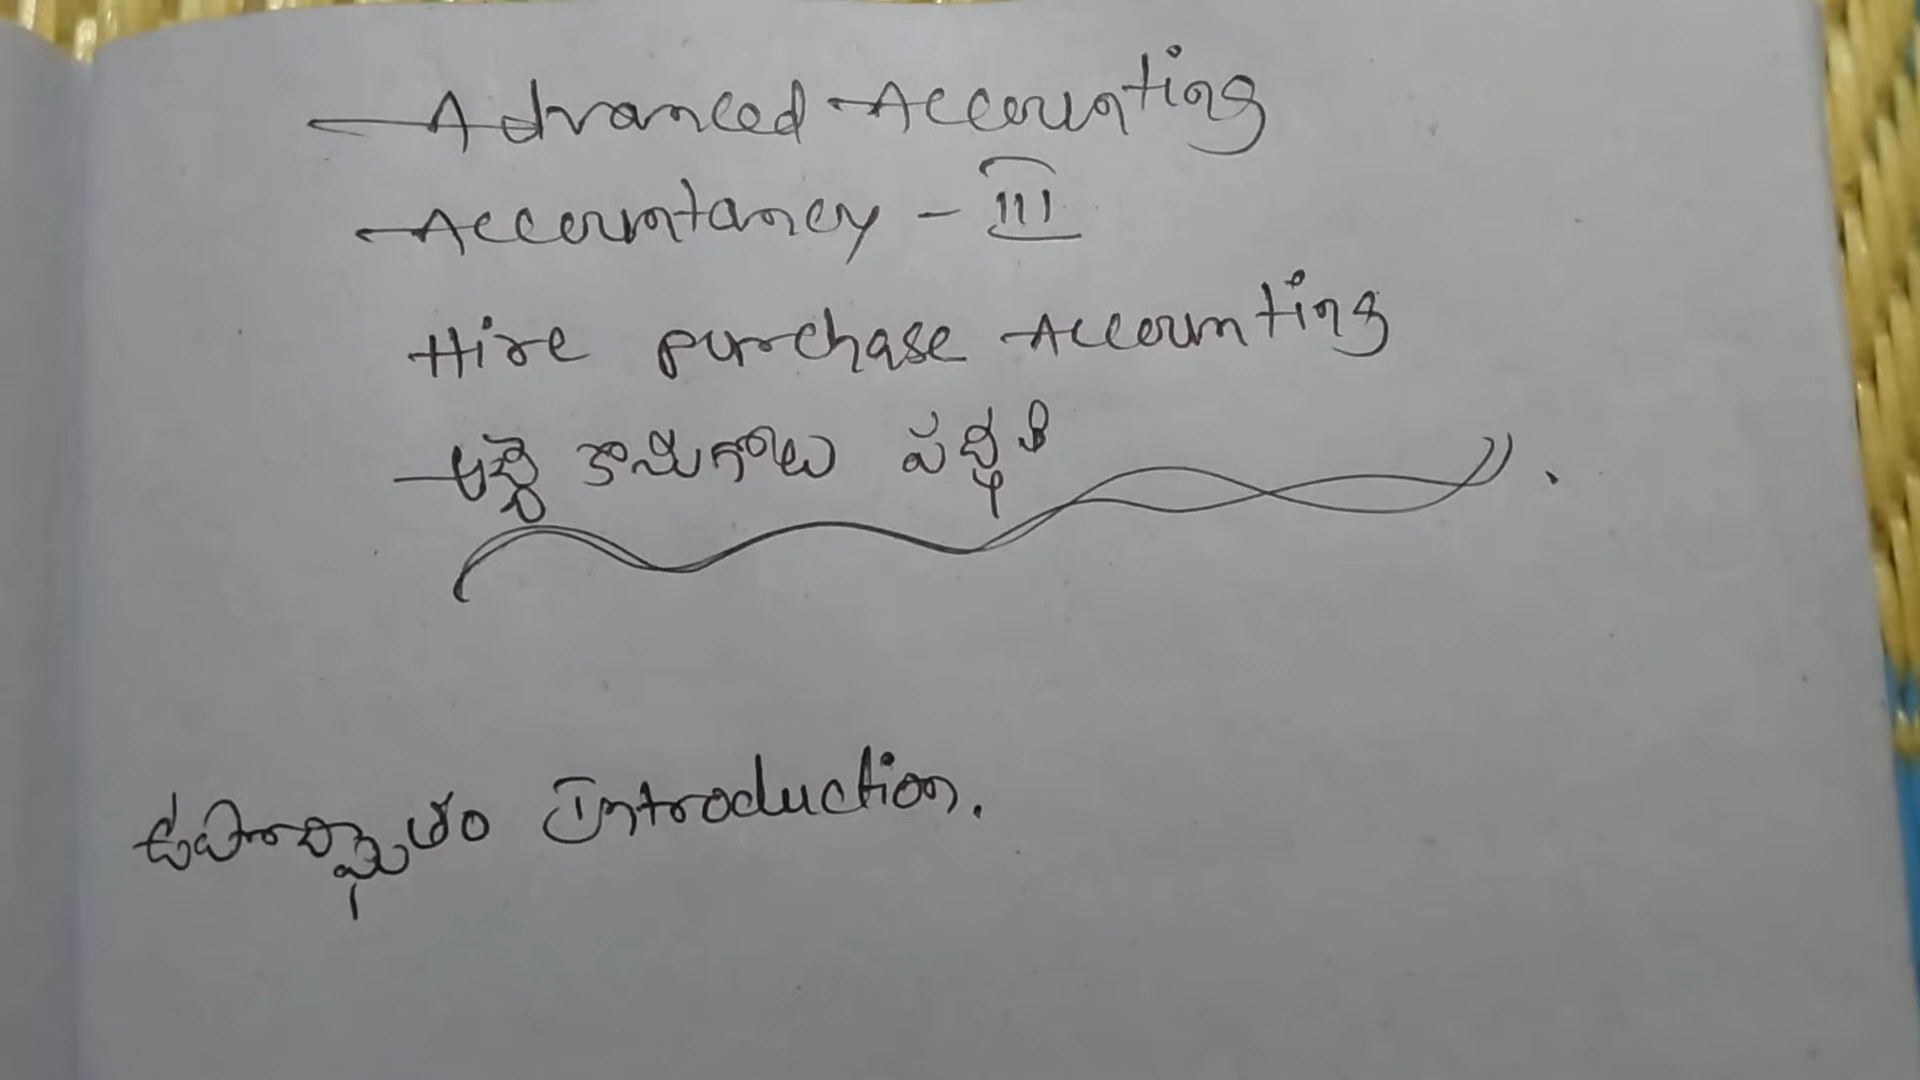 Advanced Accounting
Accountancy - III
Hire purchase Accounting
అద్దె కొనుగోలు పద్ధతి
ఉపోద్ఘాతం Introduction.